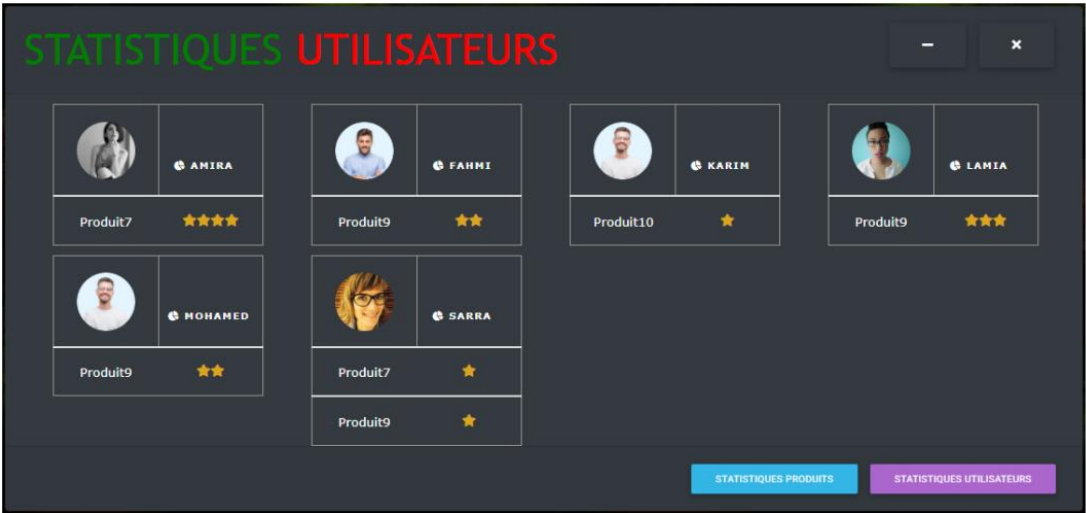 STATISTIQUES UTILISATEURS
AMIRA
FAHMI
KARIM
LAMIA
Produit7
Produit9
Produit10
Produit9
MOHAMED
SARRA
Produit9
Produit7
Produit9
STATISTIQUES PRODUITS
STATISTIQUES UTILISATEURS